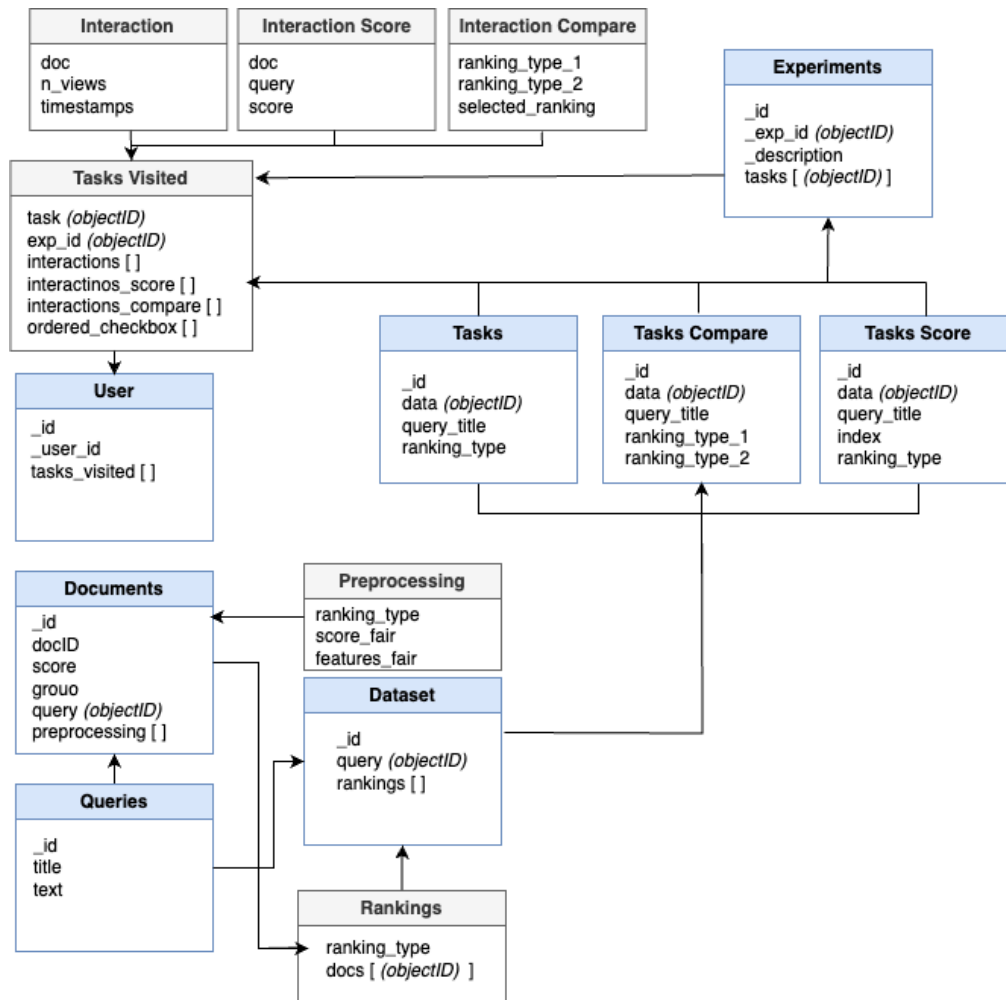 Interaction
doc
n_views
timestamps
Interaction Score
doc
query
score
Interaction Compare
ranking_type_1
ranking_type_2
selected_ranking
Experiments
_id
_exp_id (objectID)
_description
tasks [ (objectID) ]
Tasks Visited
task (objectID)
exp_id (objectID)
interactions [ ]
interactinos_score [ ]
interactions_compare [ ]
ordered_checkbox [ ]
Tasks
_id
data (objectID)
query_title
ranking_type
Tasks Compare
_id
data (objectID)
query_title
ranking_type_1
ranking_type_2
Tasks Score
_id
data (objectID)
query_title
index
ranking_type
User
_id
_user_id
tasks_visited [ ]
Documents
_id
docID
score
grouo
query (objectID)
preprocessing [ ]
Preprocessing
ranking_type
score_fair
features_fair
Dataset
_id
query (objectID)
rankings [ ]
Queries
_id
title
text
Rankings
ranking_type
docs [ (objectID) ]